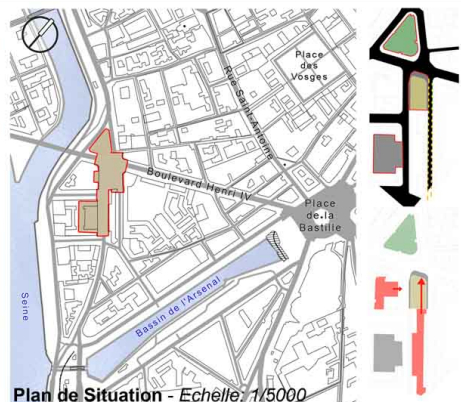 Place
des
Vosges
Rue Saint-Antoine
Boulevard Henri IV
Place
de la
Bastille
Bassin de l'Arsenal
Seine
Plan de Situation - Echelle: 1/5000